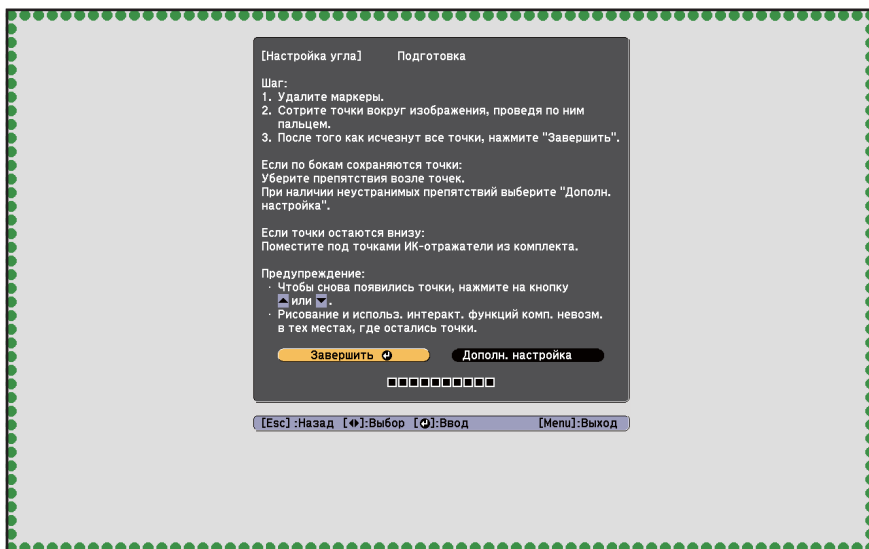 [Настройка угла] Подготовка
Шаг:
1. Удалите маркеры.
2. Сотрите точки вокруг изображения, проведя по ним
пальцем.
3. После того как исчезнут все точки, нажмите "Завершить".
Если по бокам сохраняются точки:
Уберите препятствия возле точек.
При наличии неустранимых препятствий выберите "Дополн.
настройка".
Если точки остаются внизу:
Поместите под точками ИК-отражатели из комплекта.
Предупреждение:
· Чтобы снова появились точки, нажмите на кнопку
▲ или ▼.
· Рисование и использ. интеракт. функций комп. невозм.
в тех местах, где остались точки.
Завершить Дополн. настройка
[Esc] :Назад [◆]:Выбор [⏎]:Ввод [Menu]:Выход